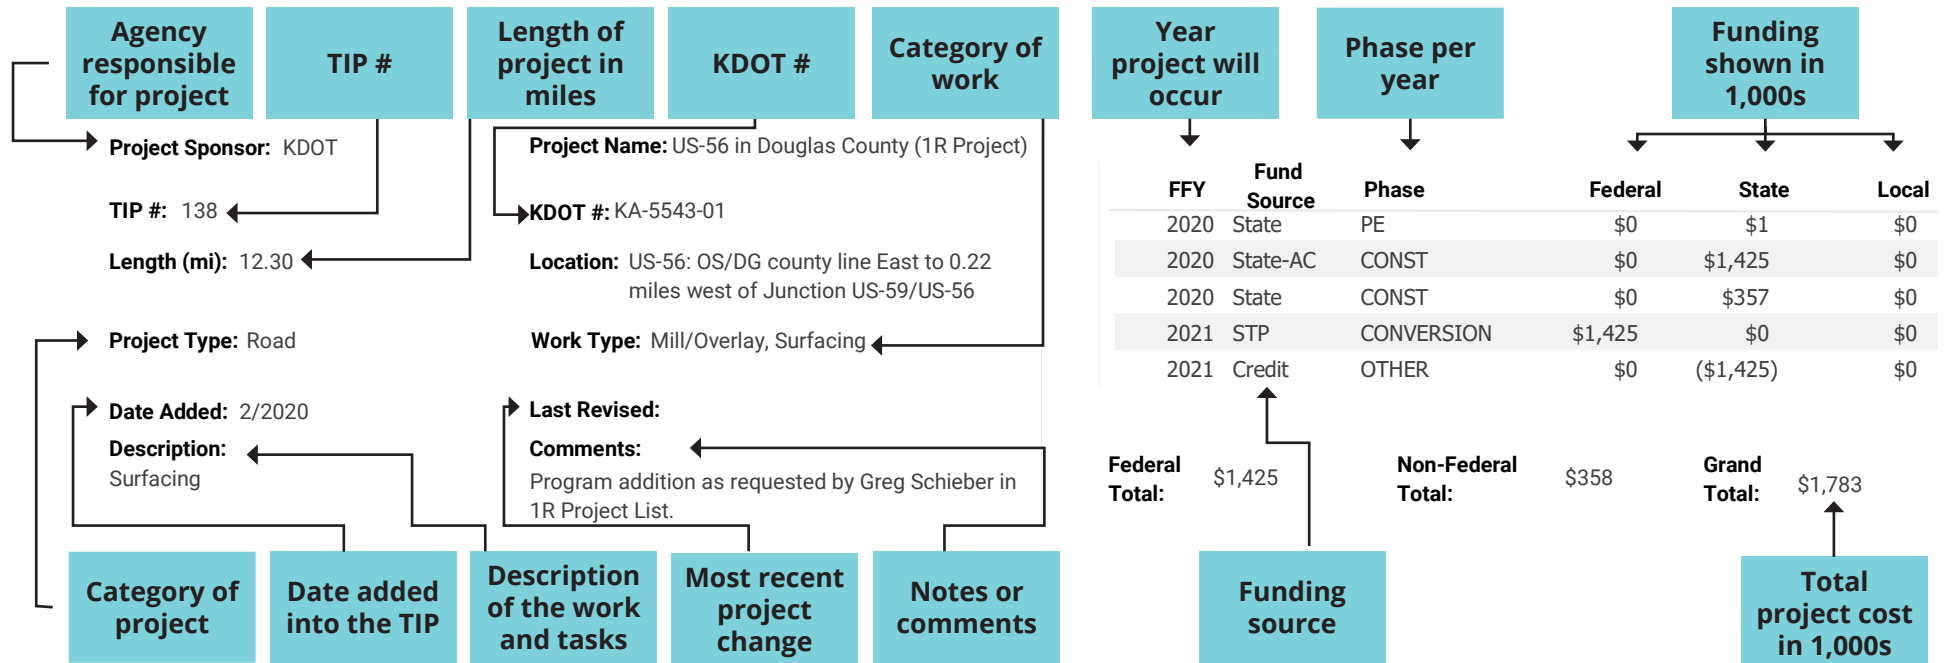 Agency
responsible
for project
TIP #
Length of
project in
miles
KDOT #
Category of
work
Year
project will
occur
Phase per
year
Funding
shown in
1,000s
Project Sponsor: KDOT
Project Name: US-56 in Douglas County (1R Project)
TIP #: 138
KDOT #: KA-5543-01
Length (mi): 12.30
Location: US-56: OS/DG county line East to 0.22
miles west of Junction US-59/US-56
Project Type: Road
Work Type: Mill/Overlay, Surfacing
Date Added: 2/2020
Last Revised:
Description:
Surfacing
Comments:
Program addition as requested by Greg Schieber in
1R Project List.
FFY Fund Source Phase Federal State Local
2020 State PE $0 $1 $0
2020 State-AC CONST $0 $1,425 $0
2020 State CONST $0 $357 $0
2021 STP CONVERSION $1,425 $0 $0
2021 Credit OTHER $0 ($1,425) $0
Federal
Total: $1,425
Non-Federal
Total: $358
Grand
Total: $1,783
Category of
project
Date added
into the TIP
Description
of the work
and tasks
Most recent
project
change
Notes or
comments
Funding
source
Total
project cost
in 1,000s